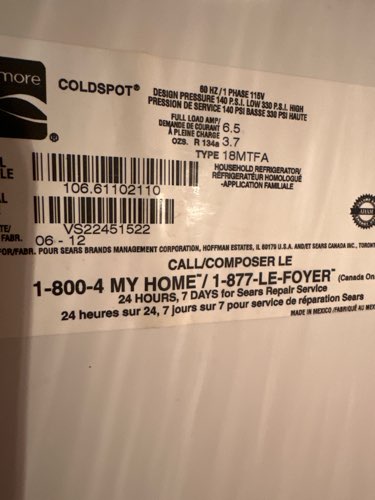 more
COLDSPOT®
60 HZ / 1 PHASE 115V
DESIGN PRESSURE 140 P.S.I. LOW 330 P.S.I. HIGH
PRESSION DE SERVICE 140 PSI BASSE 330 PSI HAUTE
FULL LOAD AMP/
DEMANDE DE COURANT 6.5
A PLEINE CHARGE
OZS. R 134a 3.7
TYPE 18MTFA
HOUSEHOLD REFRIGERATOR/
RÉFRIGÉRATEUR HOMOLOGUÉ
-APPLICATION FAMILIALE
®
106.61102110
VS22451522
FABR. 06 - 12
FOR/FABR. POUR SEARS BRANDS MANAGEMENT CORPORATION, HOFFMAN ESTATES, IL 60179 U.S.A. AND/ET SEARS CANADA INC., TORONTO
CALL/COMPOSER LE
1-800-4 MY HOME℠/ 1-877-LE-FOYER℠ (Canada On
24 HOURS, 7 DAYS for Sears Repair Service
24 heures sur 24, 7 jours sur 7 pour service de réparation Sears
MADE IN MEXICO /FABRIQUÉ AU MEX